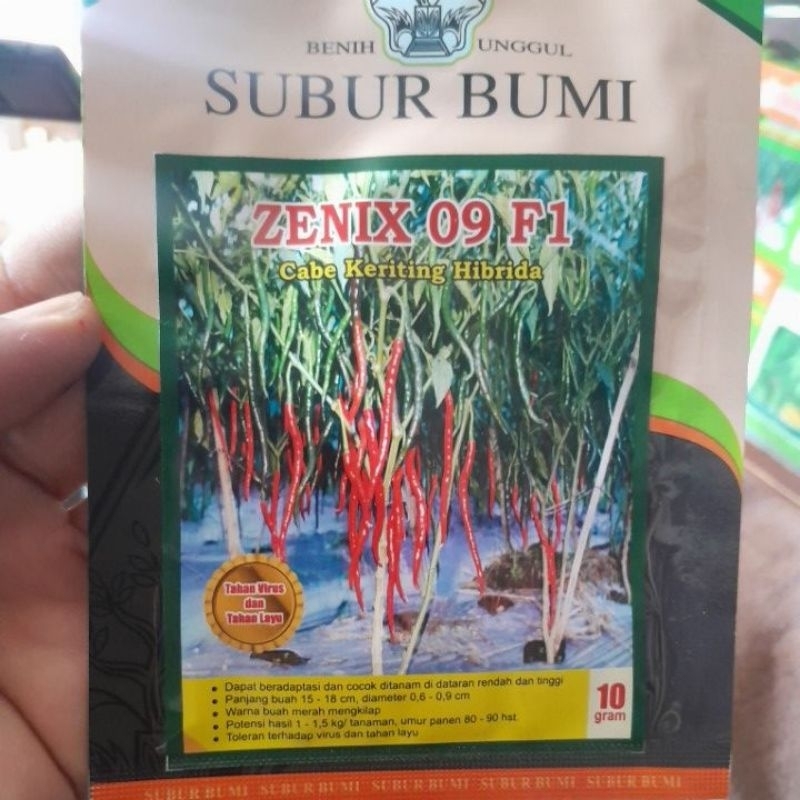 BENIH UNGGUL
SUBUR BUMI
ZENIX 09 F1
Cabe Keriting Hibrida
Tahan Virus
dan
Tahan Layu
• Dapat beradaptasi dan cocok ditanam di dataran rendah dan tinggi
• Panjang buah 15 - 18 cm, diameter 0,6 - 0,9 cm
• Warna buah merah mengkilap
• Potensi hasil 1 - 1,5 kg/ tanaman, umur panen 80 - 90 hst
• Toleran terhadap virus dan tahan layu
10
gram
SUBUR BUMI SUBUR BUMI SUBUR BUMI SUBUR BUMI SUBUR BUMI